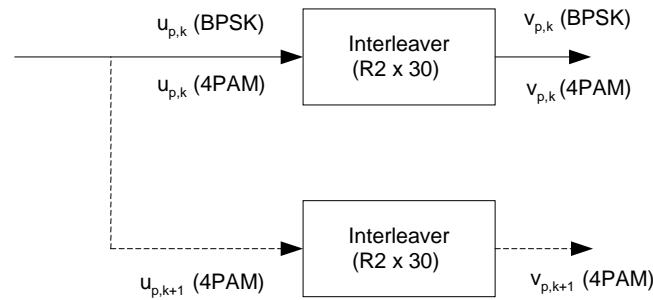 u_{p,k} (BPSK)
u_{p,k} (4PAM)
Interleaver
(R2 x 30)
v_{p,k} (BPSK)
v_{p,k} (4PAM)
u_{p,k+1} (4PAM)
Interleaver
(R2 x 30)
v_{p,k+1} (4PAM)